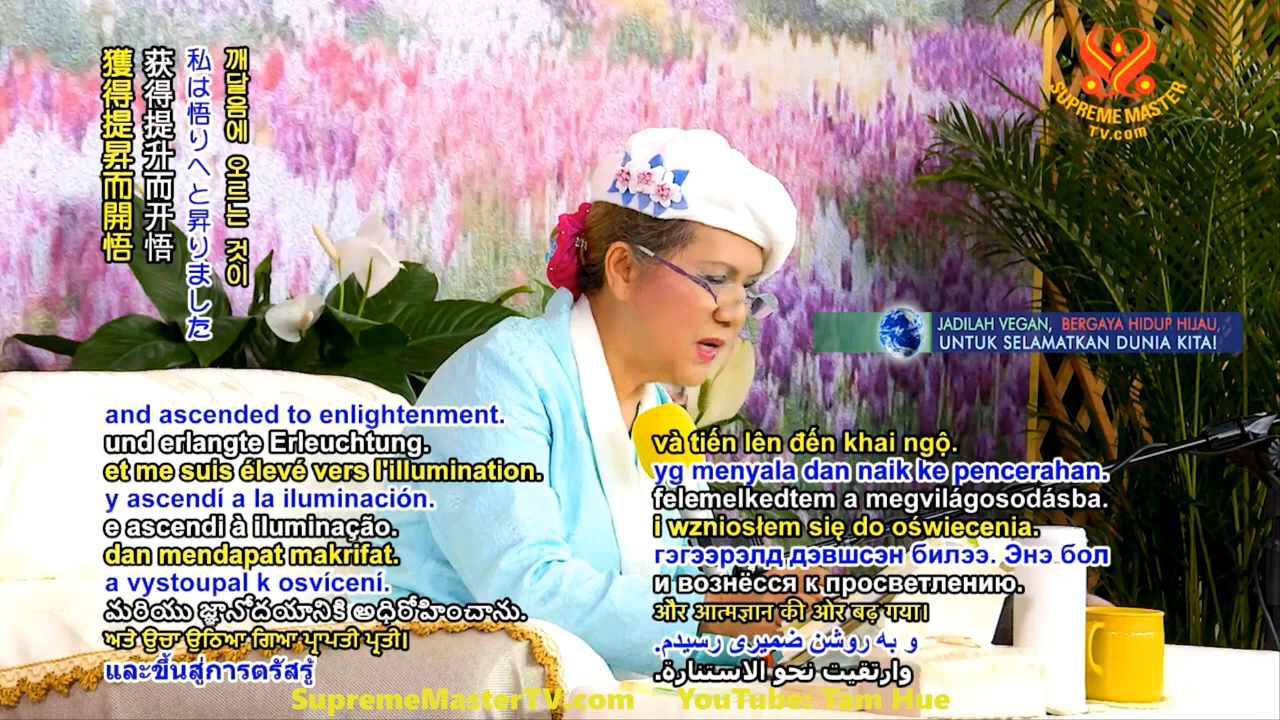 깨달음에 오르는 것이
私は悟りへと昇りました
获得提升而开悟
獲得提昇而開悟
SUPREME MASTER
TV.com
JADILAH VEGAN, BERGAYA HIDUP HIJAU,
UNTUK SELAMATKAN DUNIA KITA!
and ascended to enlightenment.
und erlangte Erleuchtung.
et me suis élevé vers l'illumination.
y ascendí a la iluminación.
e ascendi à iluminação.
dan mendapat makrifat.
a vystoupal k osvícení.
మరియు జ్ఞానోదయానికి అధిరోహించాను.
ਅਤੇ ਉਚਾ ਉਠਿਆ ਗਿਆ ਪ੍ਰਾਪਤੀ ਪ੍ਰਤੀ।
และขึ้นสู่การตรัสรู้
và tiến lên đến khai ngộ.
yg menyala dan naik ke pencerahan.
felemelkedtem a megvilágosodásba.
i wzniosłem się do oświecenia.
гэгээрэлд дэвшсэн билээ. Энэ бол
и вознёсся к просветлению.
और आत्मज्ञान की ओर बढ़ गया।
و به روشن ضمیری رسیدم.
وارتقيت نحو الاستنارة.
SupremeMasterTV.com YouTube: Tam Hue